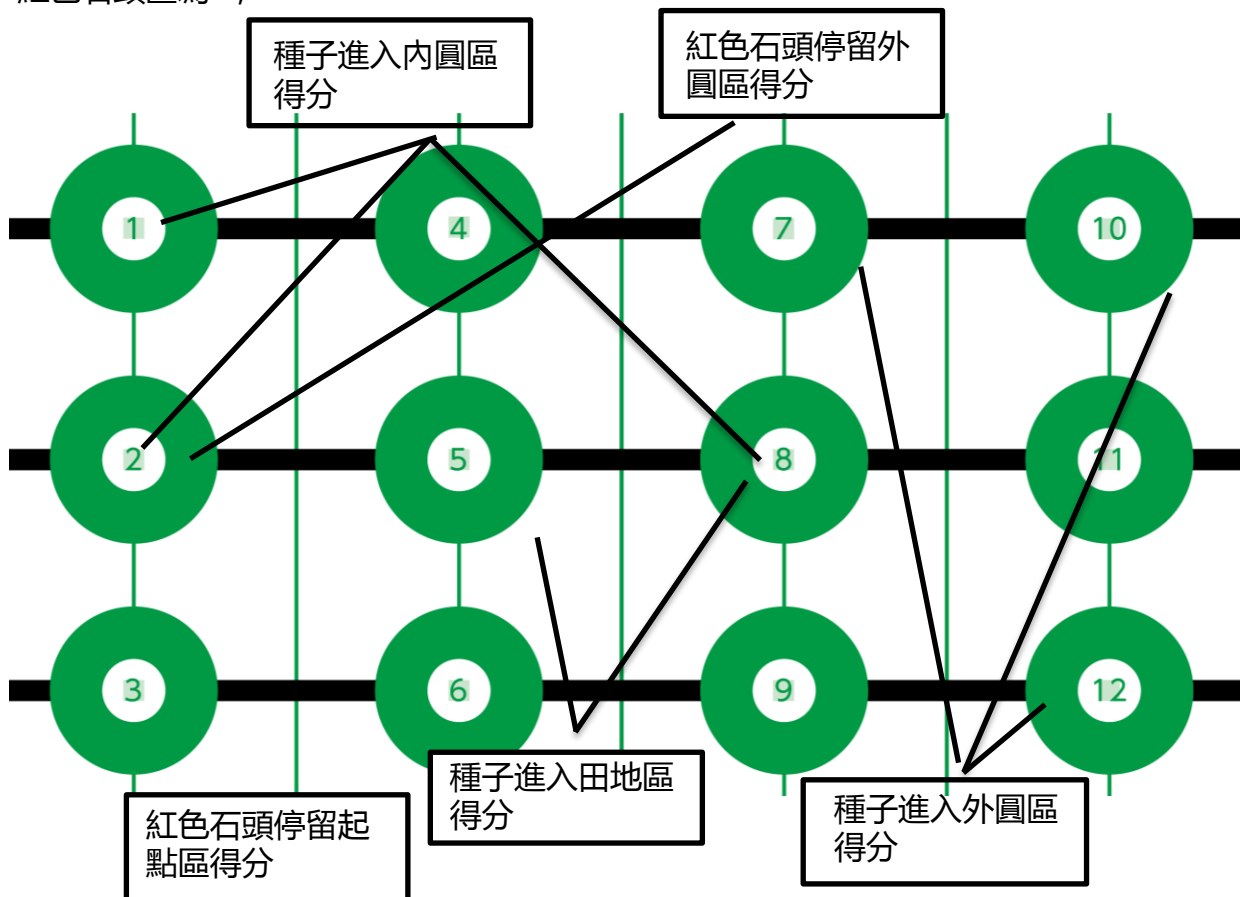 種子進入內圓區
得分
紅色石頭停留外
圓區得分
1
4
7
10
2
5
8
11
3
6
9
12
種子進入田地區
得分
種子進入外圓區
得分
紅色石頭停留起
點區得分